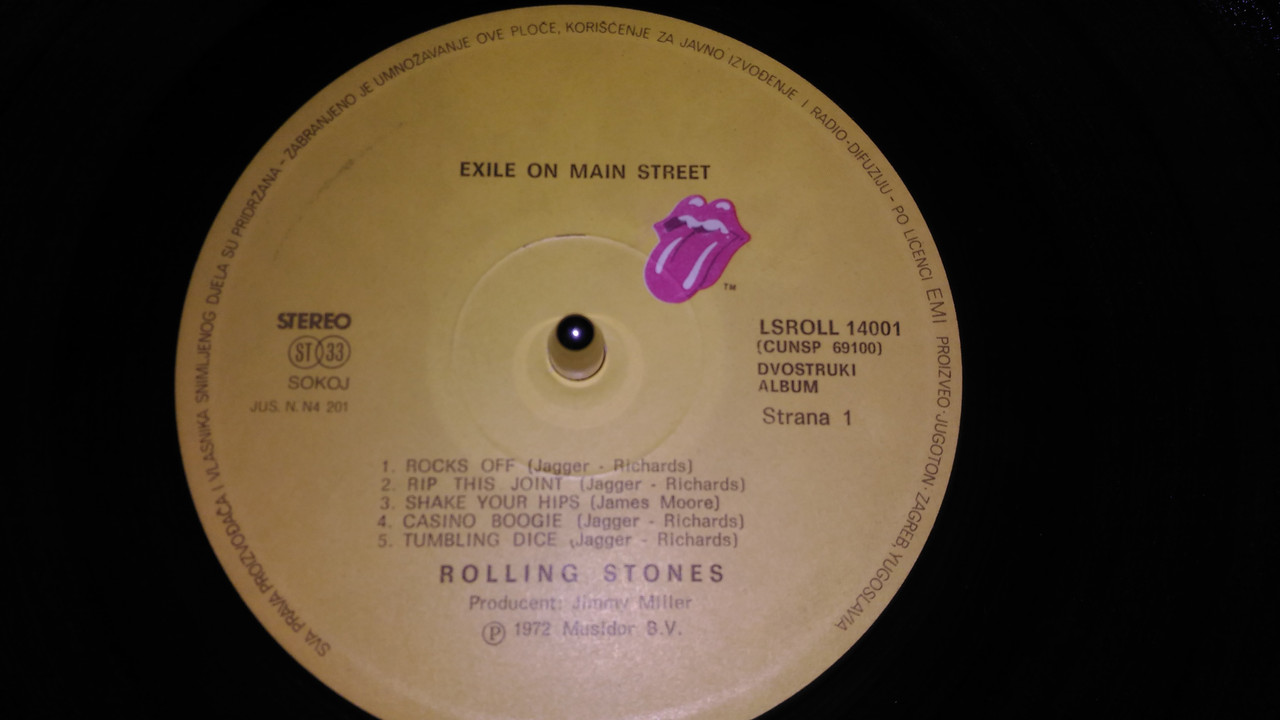 SVA PRAVA PROIZVOĐAČA I VLASNIKA SNIMLJENOG DJELA SU PRIDRŽANA - ZABRANJENO JE UMNOŽAVANJE OVE PLOČE, KORIŠĆENJE ZA JAVNO IZVOĐENJE I RADIO-DIFUZIJU - PO LICENCI EMI PROIZVEO JUGOTON - ZAGREB, YUGOSLAVIA
EXILE ON MAIN STREET
TM
STEREO
ST 33
SOKOJ
JUS. N. N4 201
LSROLL 14001
(CUNSP 69100)
DVOSTRUKI
ALBUM
Strana 1
1. ROCKS OFF (Jagger - Richards)
2. RIP THIS JOINT (Jagger - Richards)
3. SHAKE YOUR HIPS (James Moore)
4. CASINO BOOGIE (Jagger - Richards)
5. TUMBLING DICE (Jagger - Richards)
ROLLING STONES
Producent: Jimmy Miller
℗ 1972 Musidor B.V.